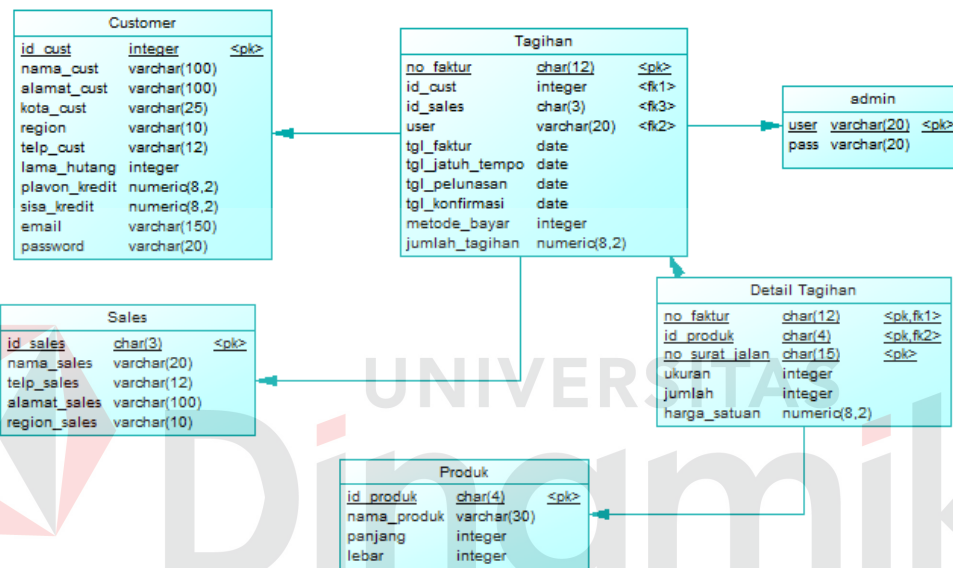 Customer
id_cust integer <pk>
nama_cust varchar(100)
alamat_cust varchar(100)
kota_cust varchar(25)
region varchar(10)
telp_cust varchar(12)
lama_hutang integer
plavon_kredit numeric(8,2)
sisa_kredit numeric(8,2)
email varchar(150)
password varchar(20)
Tagihan
no_faktur char(12) <pk>
id_cust integer <fk1>
id_sales char(3) <fk3>
user varchar(20) <fk2>
tgl_faktur date
tgl_jatuh_tempo date
tgl_pelunasan date
tgl_konfirmasi date
metode_bayar integer
jumlah_tagihan numeric(8,2)
admin
user varchar(20) <pk>
pass varchar(20)
Sales
id_sales char(3) <pk>
nama_sales varchar(20)
telp_sales varchar(12)
alamat_sales varchar(100)
region_sales varchar(10)
Detail Tagihan
no_faktur char(12) <pk,fk1>
id_produk char(4) <pk,fk2>
no_surat_jalan char(15) <pk>
ukuran integer
jumlah integer
harga_satuan numeric(8,2)
Produk
id_produk char(4) <pk>
nama_produk varchar(30)
panjang integer
lebar integer
UNIVERSITAS
Dinamik